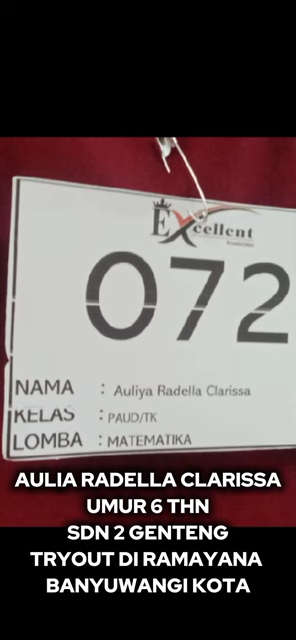 Excellent
Production
072
NAMA : Auliya Radella Clarissa
KELAS : PAUD/TK
LOMBA : MATEMATIKA
AULIA RADELLA CLARISSA
UMUR 6 THN
SDN 2 GENTENG
TRYOUT DI RAMAYANA
BANYUWANGI KOTA